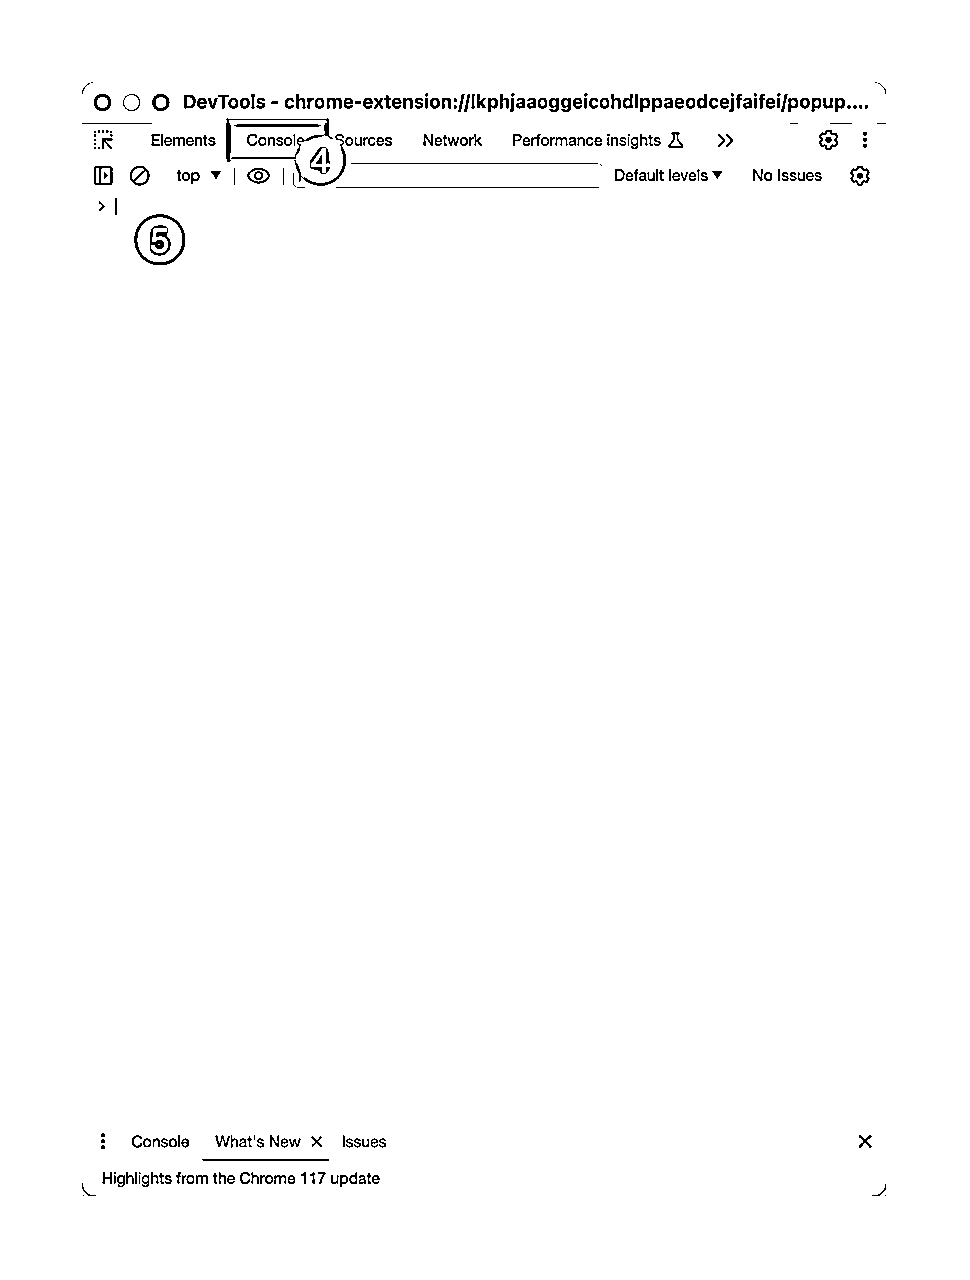 DevTools - chrome-extension://lkphjaaoggeicohdlppaeodcejfaifei/popup....
Elements Console Sources Network Performance insights
4
top Default levels No Issues
5
Console What's New Issues
Highlights from the Chrome 117 update